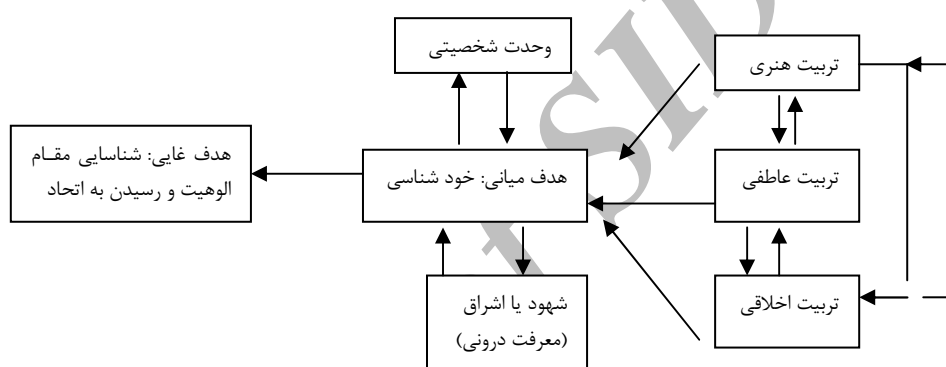 وحدت شخصیتی
تربیت هنری
هدف غایی: شناسایی مقـام
الوهیت و رسیدن به اتحاد
هدف میانی: خود شناسی
تربیت عاطفی
شهود یا اشراق
(معرفت درونی)
تربیت اخلاقی